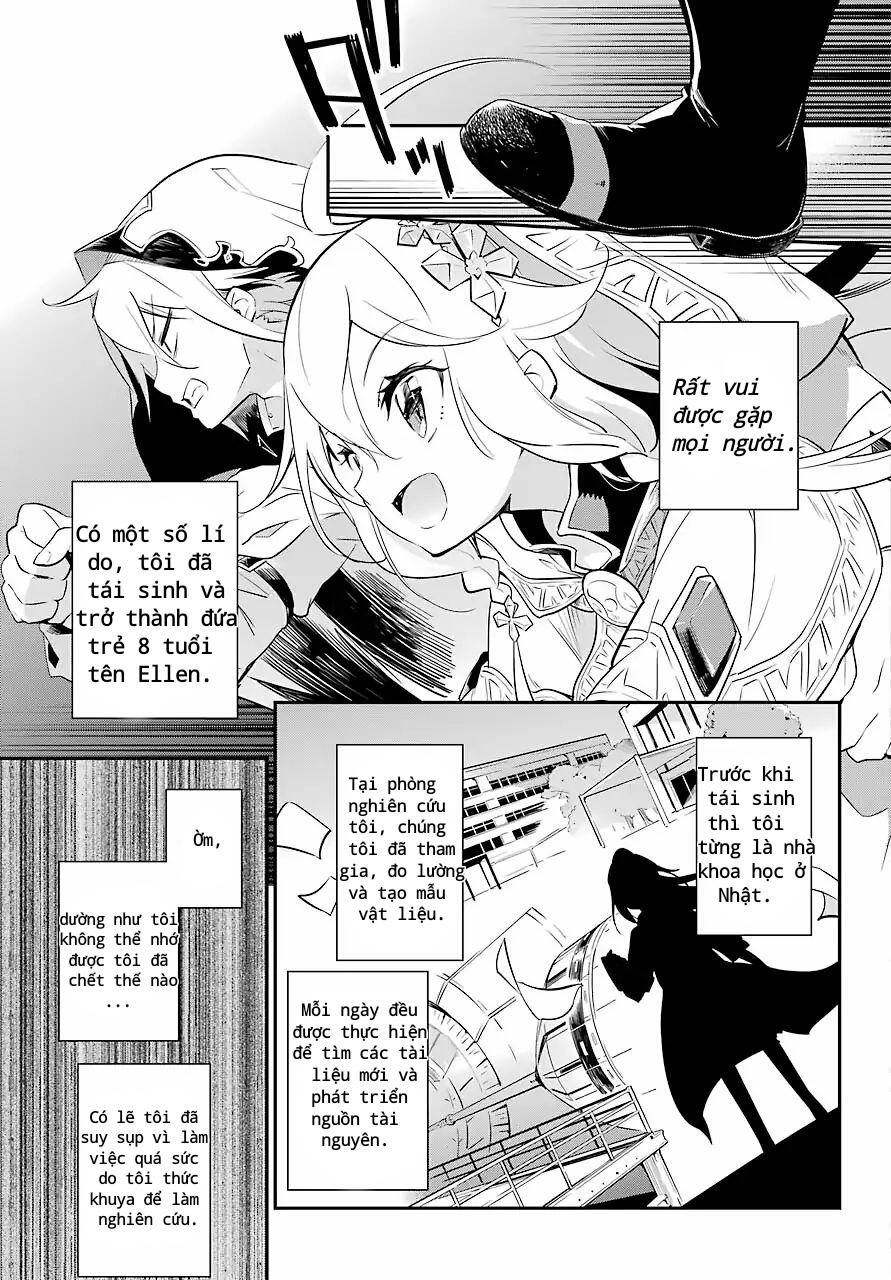 Rất vui
được gặp
mọi người.
Có một số lí
do, tôi đã
tái sinh và
trở thành đứa
trẻ 8 tuổi
tên Ellen.
Trước khi
tái sinh
thì tôi
từng là nhà
khoa học ở
Nhật.
Tại phòng
nghiên cứu
tôi, chúng
tôi đã tham
gia, đo lường
và tạo mẫu
vật liệu.
Mỗi ngày đều
được thực hiện
để tìm các tài
liệu mới và
phát triển
nguồn tài
nguyên.
Ờm,
dường như tôi
không thể nhớ
được tôi đã
chết thế nào
...
Có lẽ tôi đã
suy sụp vì làm
việc quá sức
do tôi thức
khuya để làm
nghiên cứu.